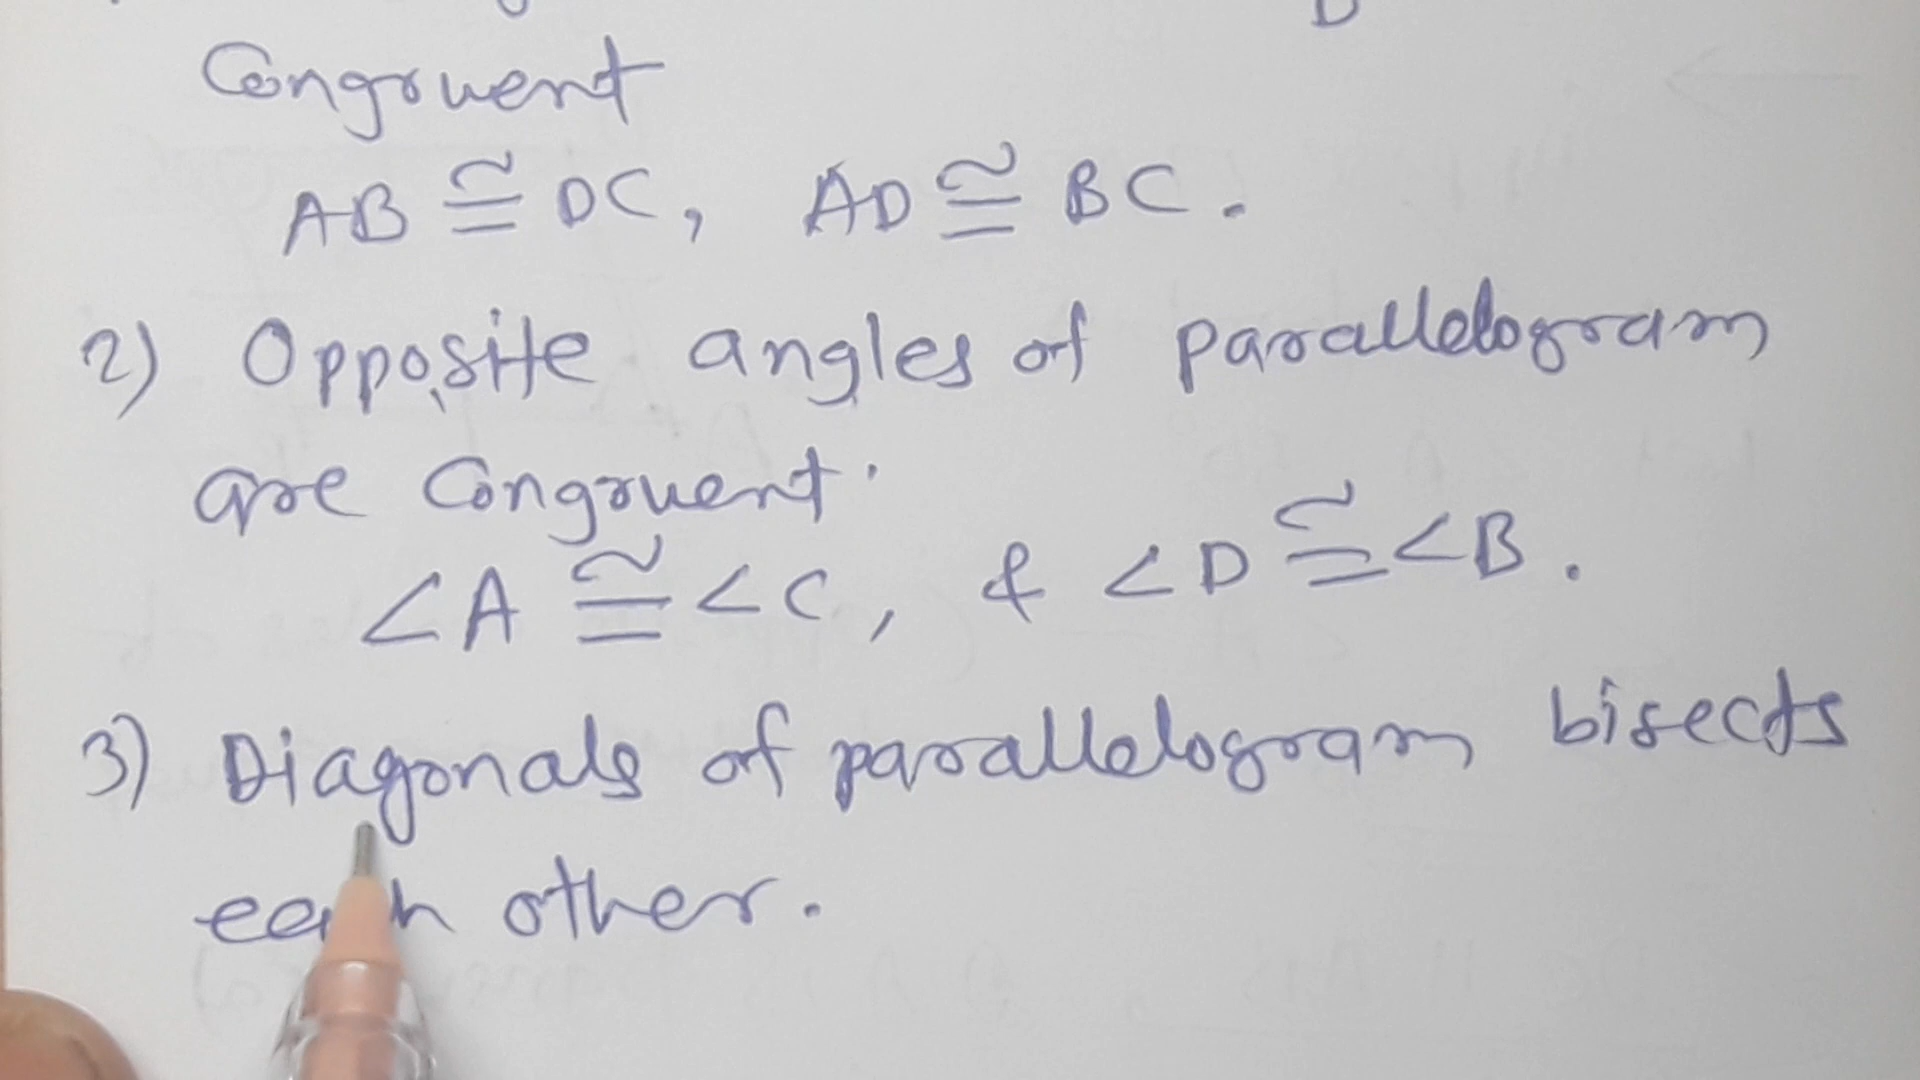 Congruent
AB ≅ DC, AD ≅ BC.
2) Opposite angles of parallelogram
are Congruent.
∠A ≅ ∠C, & ∠D ≅ ∠B.
3) Diagonals of parallelogram bisects
each other.